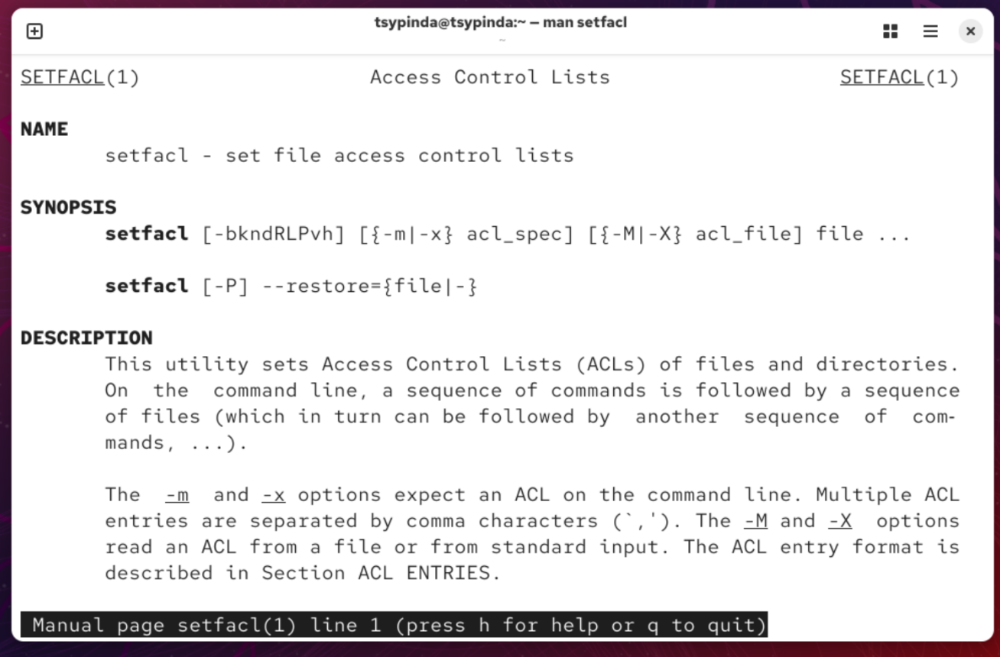 tsypinda@tsypinda:~ — man setfacl
~
SETFACL(1) Access Control Lists SETFACL(1)
NAME
setfacl - set file access control lists
SYNOPSIS
setfacl [-bkndRLPvh] [{-m|-x} acl_spec] [{-M|-X} acl_file] file ...
setfacl [-P] --restore={file|-}
DESCRIPTION
This utility sets Access Control Lists (ACLs) of files and directories.
On the command line, a sequence of commands is followed by a sequence
of files (which in turn can be followed by another sequence of com-
mands, ...).
The -m and -x options expect an ACL on the command line. Multiple ACL
entries are separated by comma characters (`,'). The -M and -X options
read an ACL from a file or from standard input. The ACL entry format is
described in Section ACL ENTRIES.
Manual page setfacl(1) line 1 (press h for help or q to quit)